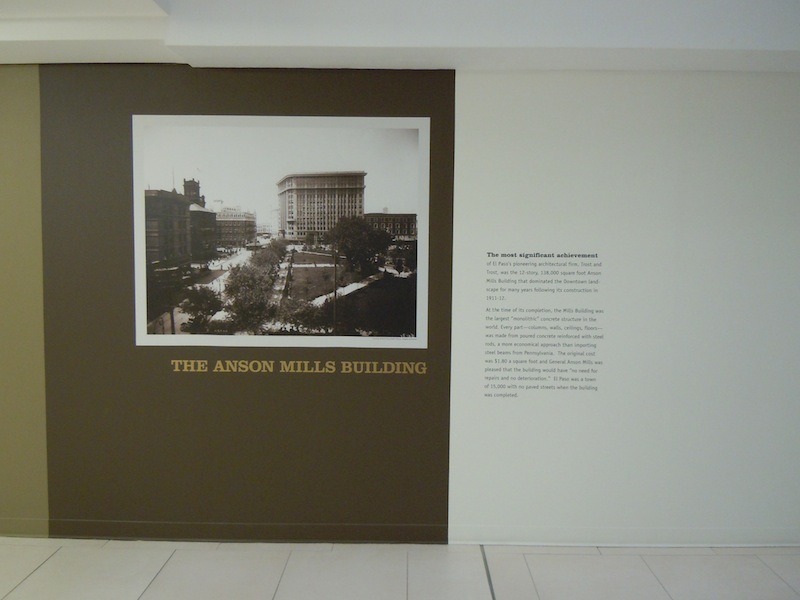 THE ANSON MILLS BUILDING
The most significant achievement
of El Paso's pioneering architectural firm, Trost and
Trost, was the 12-story, 138,000 square foot Anson
Mills Building that dominated the Downtown land-
scape for many years following its construction in
1911-12.
At the time of its completion, the Mills Building was
the largest "monolithic" concrete structure in the
world. Every part—columns, walls, ceilings, floors—
was made from poured concrete reinforced with steel
rods, a more economical approach than importing
steel beams from Pennsylvania. The original cost
was $1.80 a square foot and General Anson Mills was
pleased that the building would have "no need for
repairs and no deterioration." El Paso was a town
of 35,000 with no paved streets when the building
was completed.